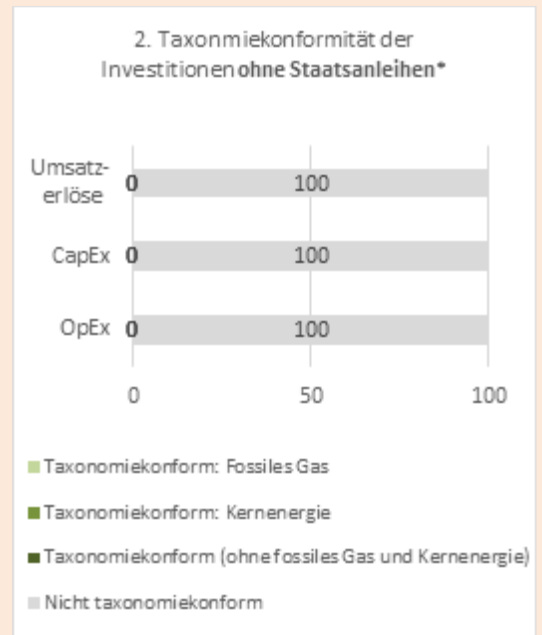 2. Taxonmiekonformität der
Investitionen ohne Staatsanleihen*
Umsatz-
erlöse
0 100
CapEx 0 100
OpEx 0 100
0 50 100
Taxonomiekonform: Fossiles Gas
Taxonomiekonform: Kernenergie
Taxonomiekonform (ohne fossiles Gas und Kernenergie)
Nicht taxonomiekonform